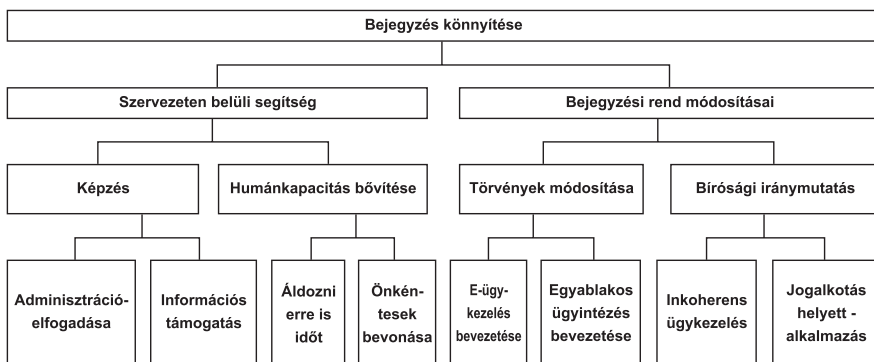 Bejegyzés könnyítése
Szervezeten belüli segítség
Bejegyzési rend módosításai
Képzés
Humánkapacitás bővítése
Törvények módosítása
Bírósági iránymutatás
Adminisztráció-
elfogadása
Információs
támogatás
Áldozni
erre is
időt
Önkén-
tesek
bevonása
E-ügy-
kezelés
bevezetése
Egyablakos
ügyintézés
bevezetése
Inkoherens
ügykezelés
Jogalkotás
helyett -
alkalmazás